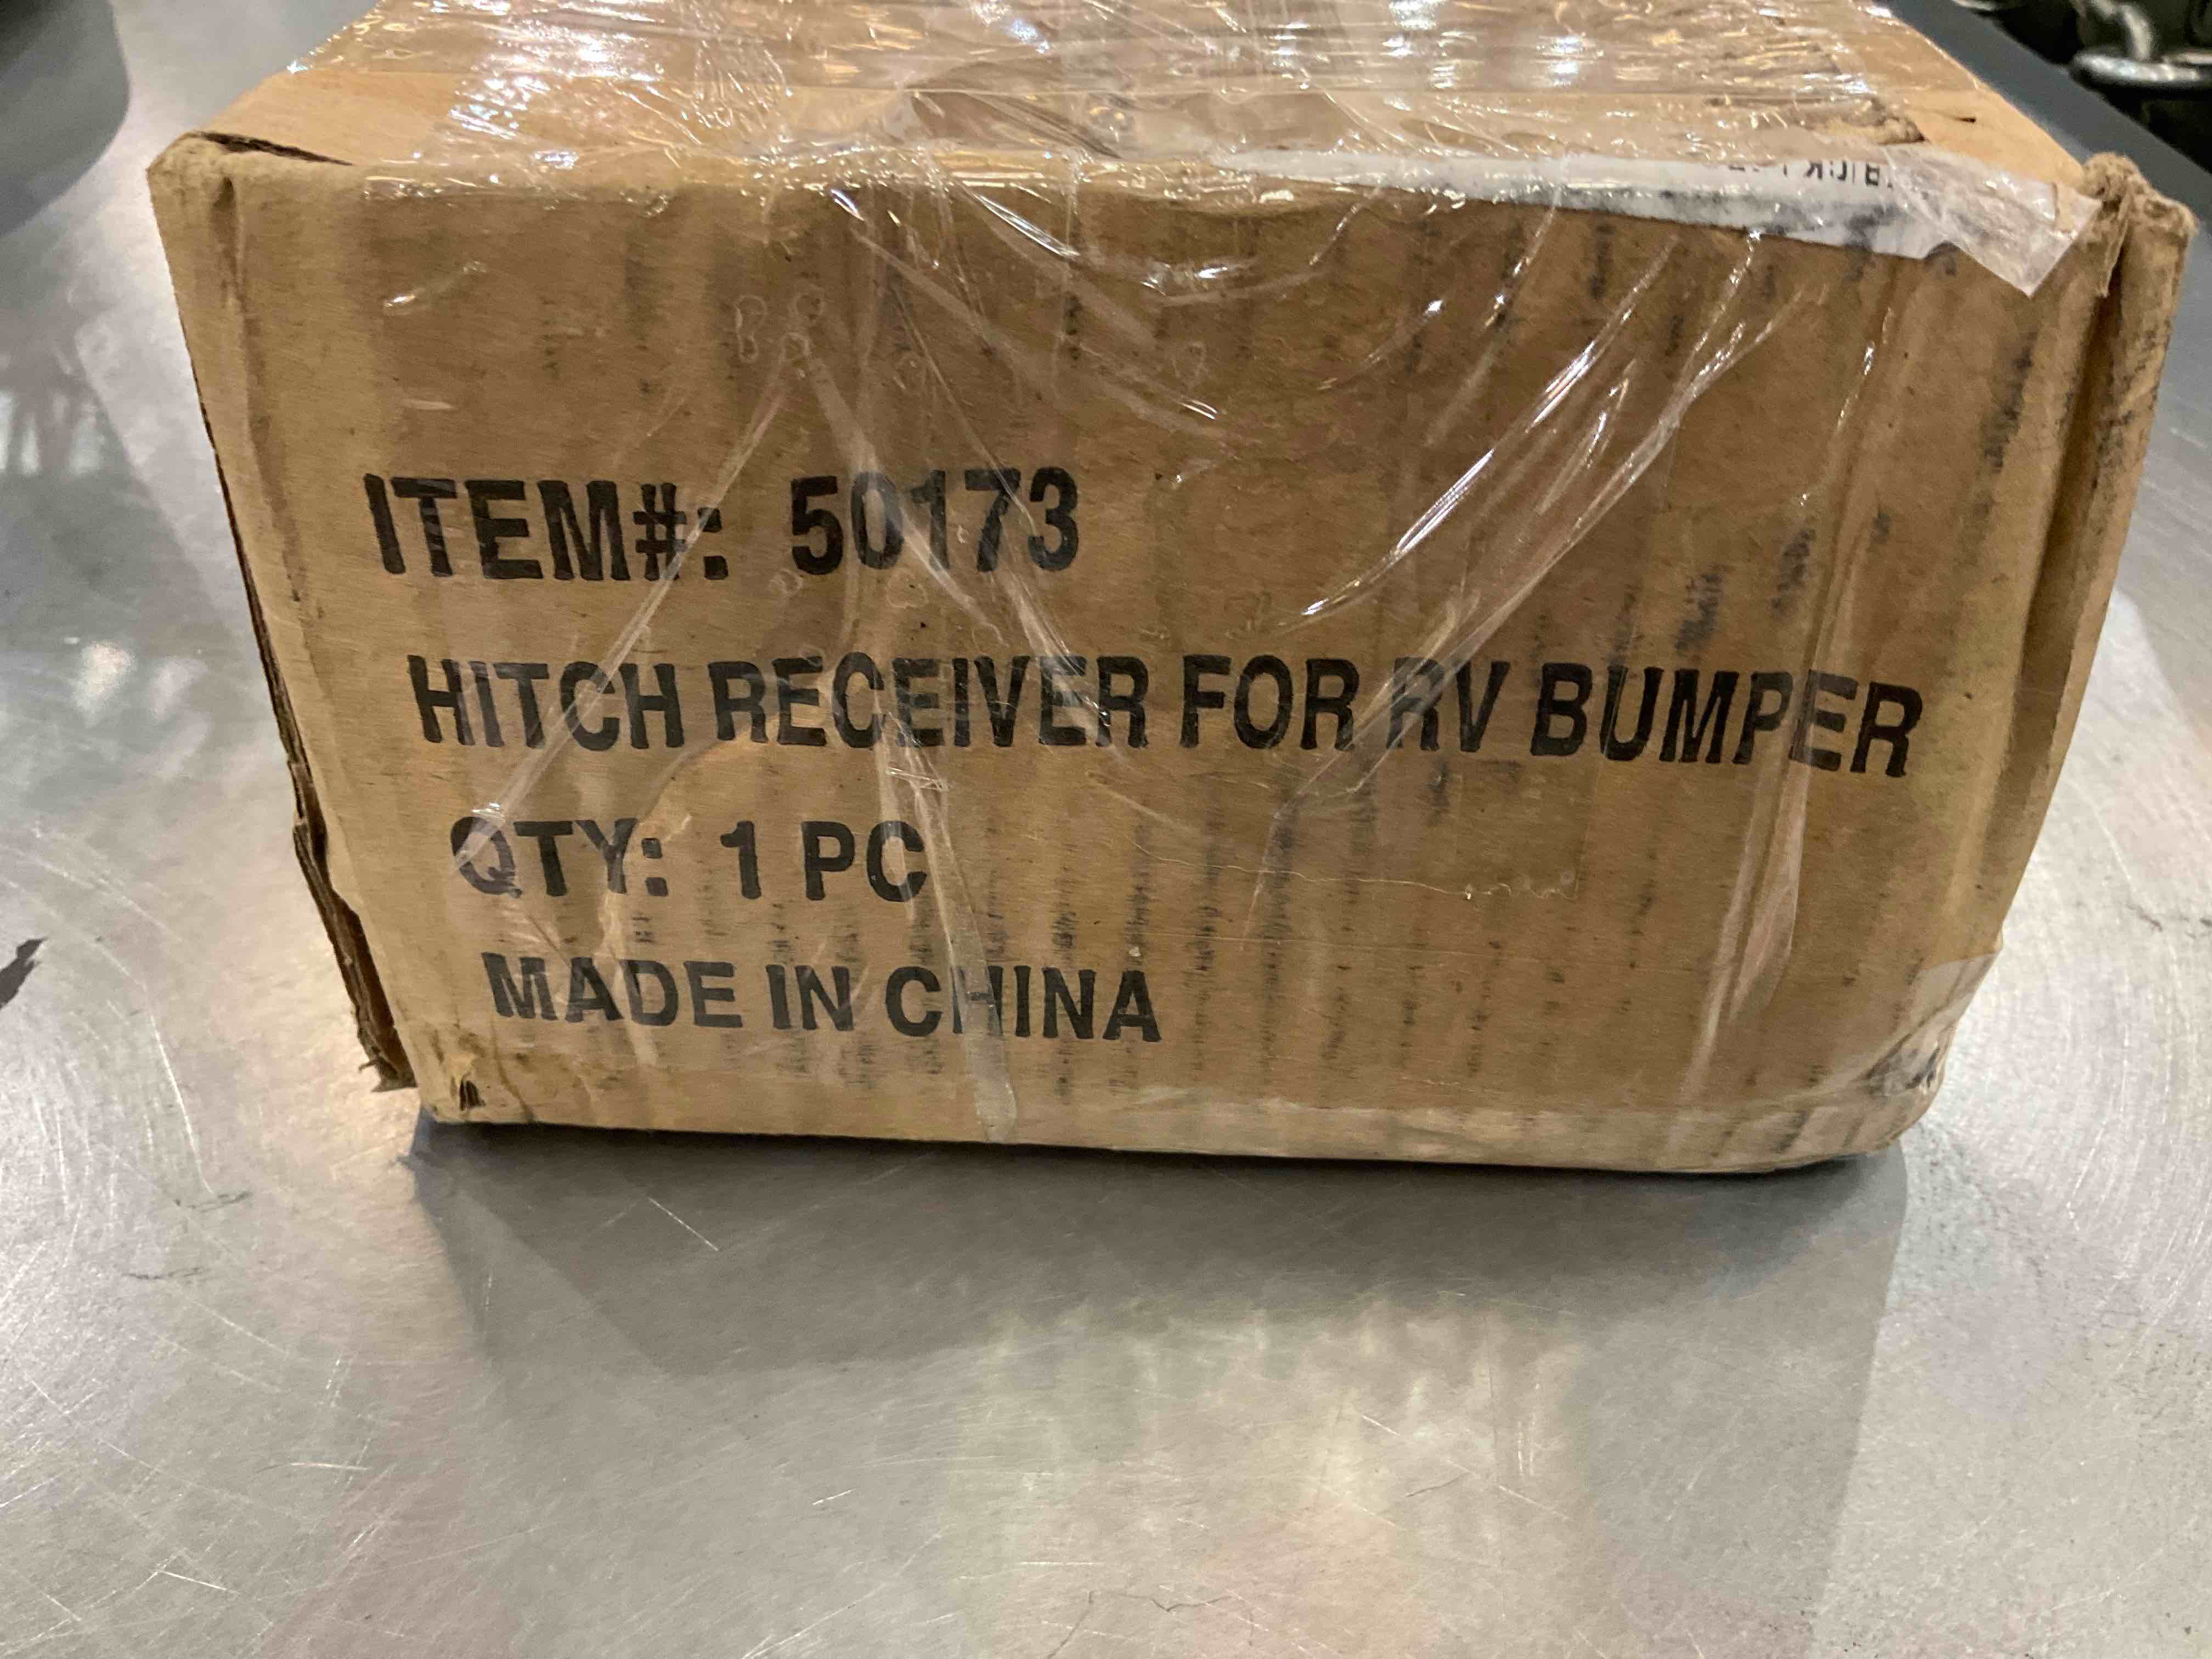 ITEM#: 50173
HITCH RECEIVER FOR RV BUMPER
QTY: 1 PC
MADE IN CHINA